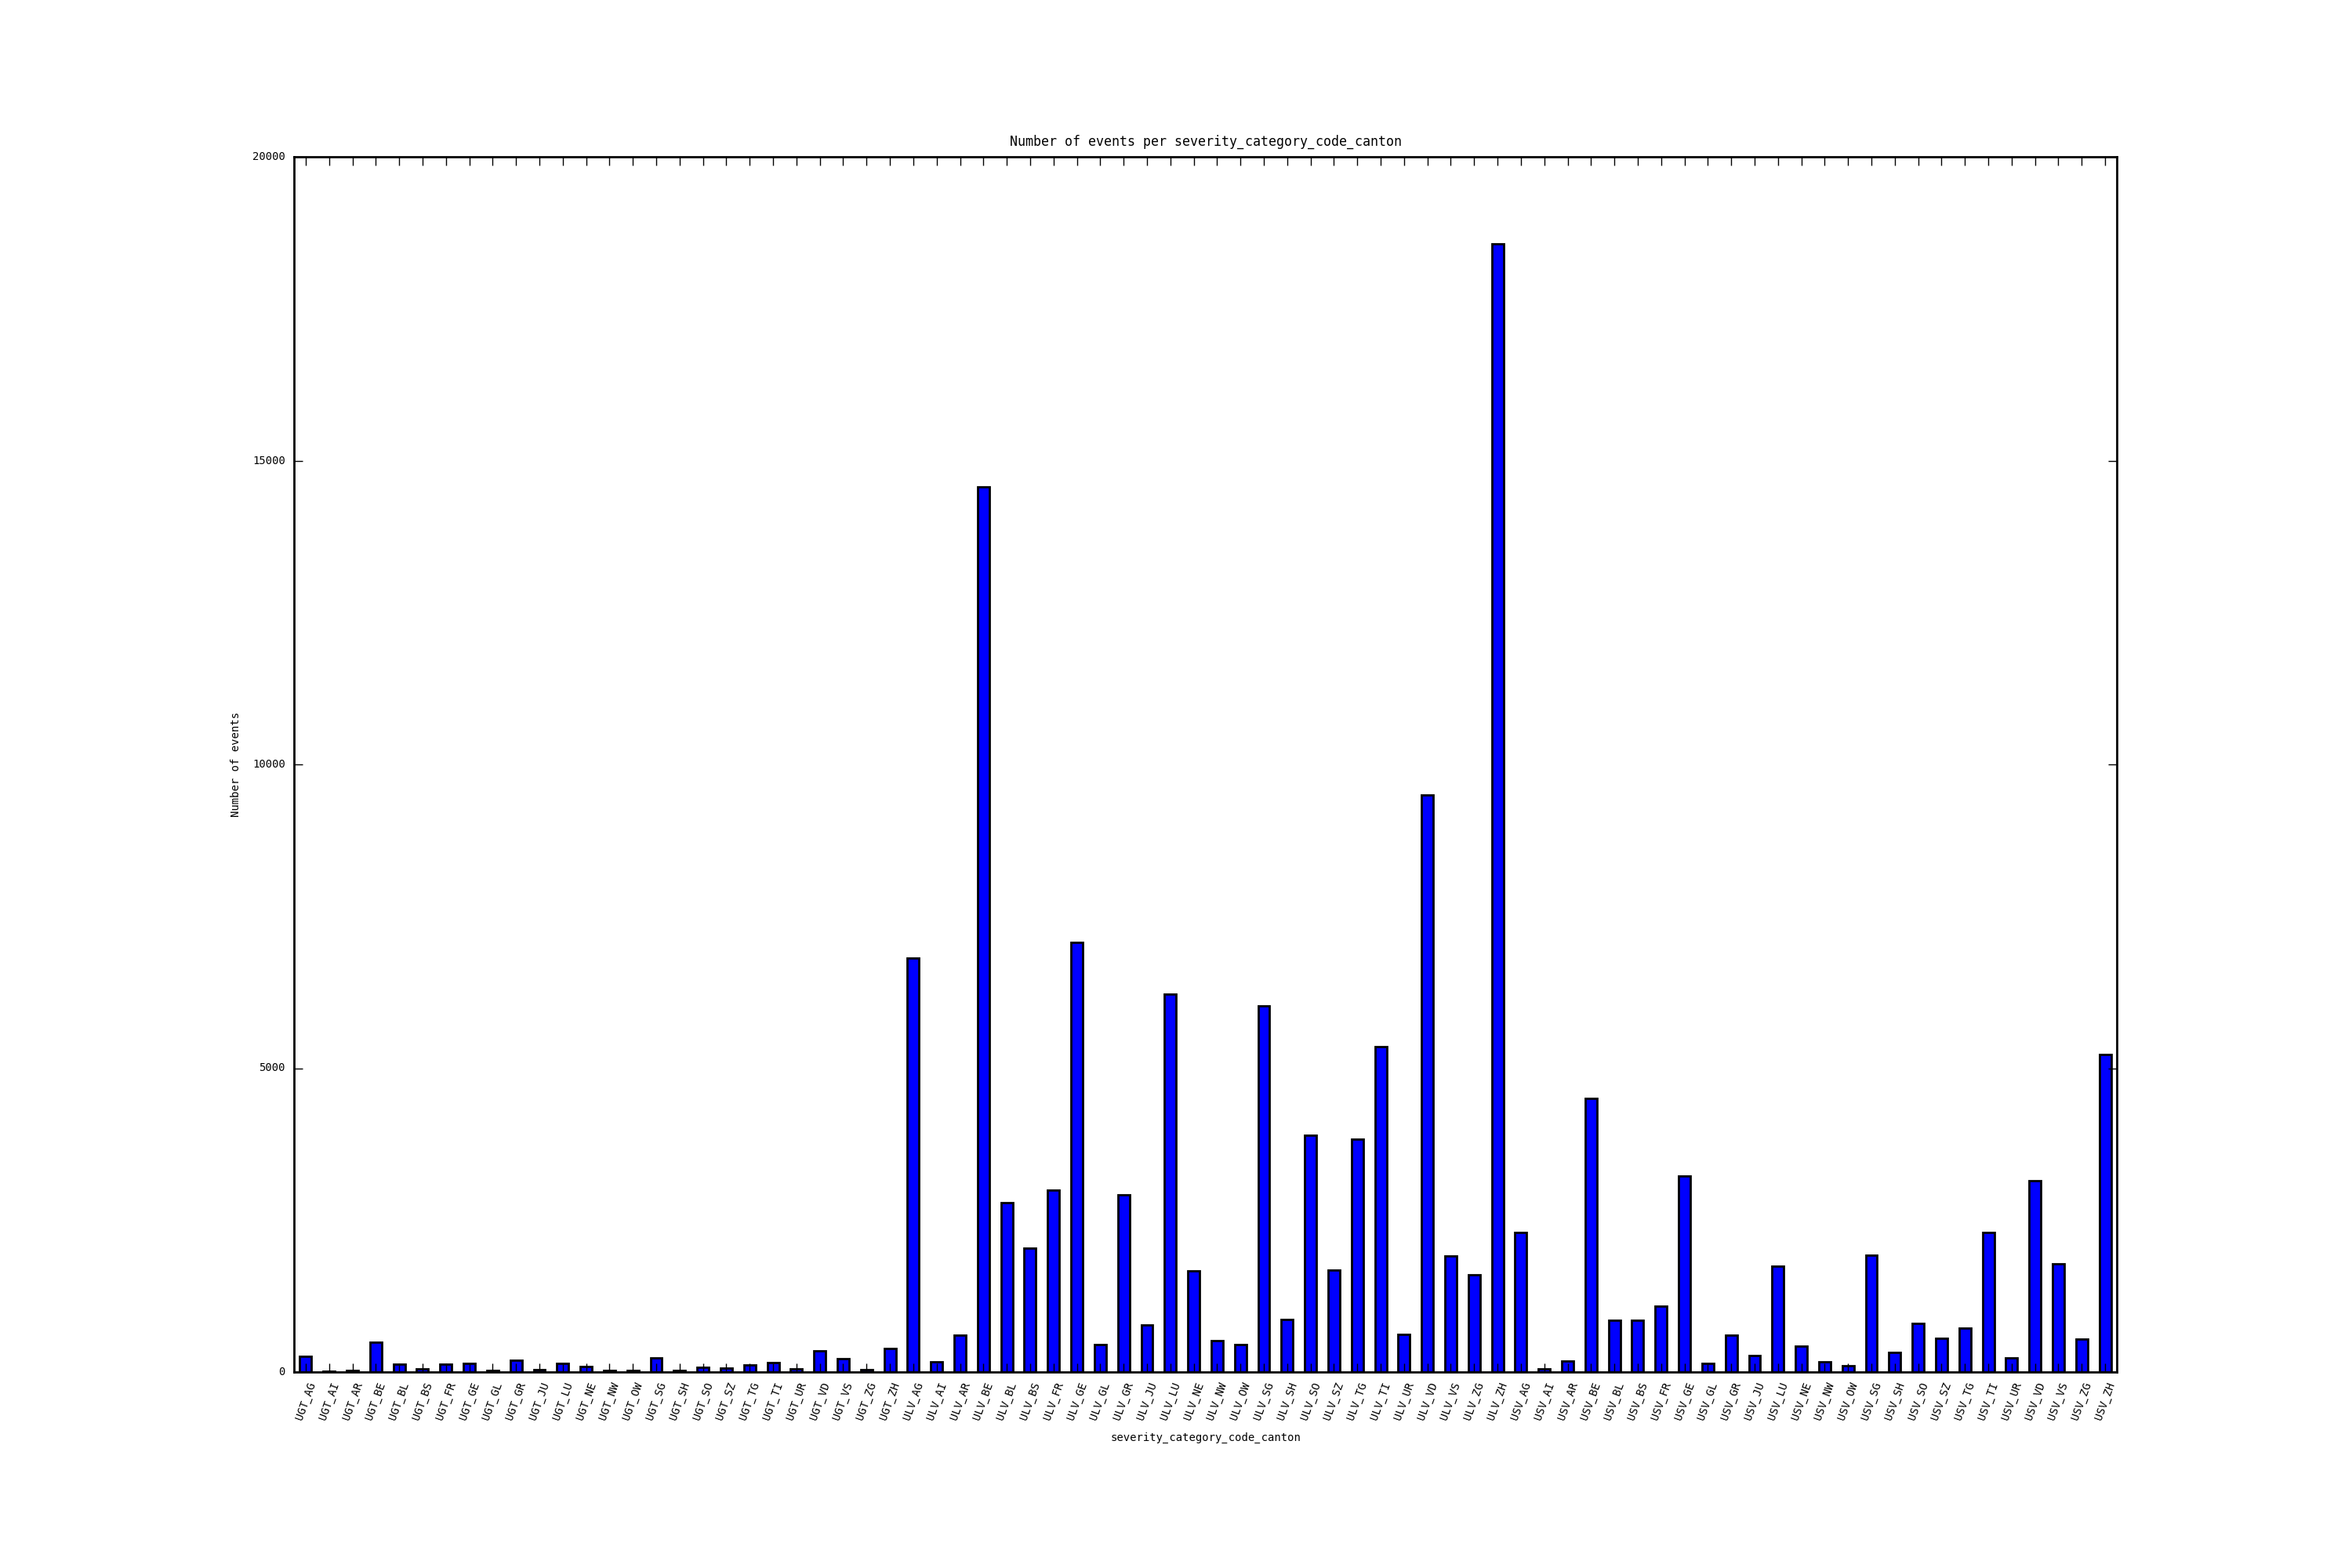 Number of events per severity_category_code_canton
20000
15000
10000
5000
0
Number of events
UGT_AG
UGT_AI
UGT_AR
UGT_BE
UGT_BL
UGT_BS
UGT_FR
UGT_GE
UGT_GL
UGT_GR
UGT_JU
UGT_LU
UGT_NE
UGT_NW
UGT_OW
UGT_SG
UGT_SH
UGT_SO
UGT_SZ
UGT_TG
UGT_TI
UGT_UR
UGT_VD
UGT_VS
UGT_ZG
UGT_ZH
ULV_AG
ULV_AI
ULV_AR
ULV_BE
ULV_BL
ULV_BS
ULV_FR
ULV_GE
ULV_GL
ULV_GR
ULV_JU
ULV_LU
ULV_NE
ULV_NW
ULV_OW
ULV_SG
ULV_SH
ULV_SO
ULV_SZ
ULV_TG
ULV_TI
ULV_UR
ULV_VD
ULV_VS
ULV_ZG
ULV_ZH
USV_AG
USV_AI
USV_AR
USV_BE
USV_BL
USV_BS
USV_FR
USV_GE
USV_GL
USV_GR
USV_JU
USV_LU
USV_NE
USV_NW
USV_OW
USV_SG
USV_SH
USV_SO
USV_SZ
USV_TG
USV_TI
USV_UR
USV_VD
USV_VS
USV_ZG
USV_ZH
severity_category_code_canton